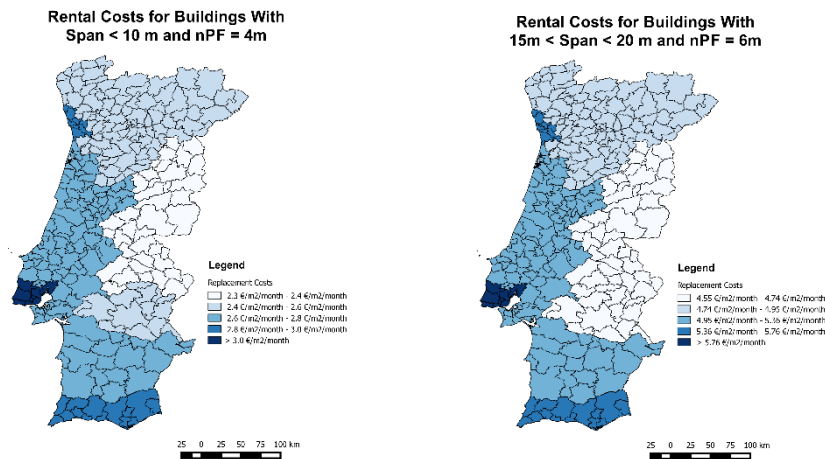 Rental Costs for Buildings With
Span < 10 m and nPF = 4m
Legend
Replacement Costs
2.3 €/m2/month - 2.4 €/m2/month
2.4 €/m2/month - 2.6 €/m2/month
2.6 €/m2/month - 2.8 €/m2/month
2.8 €/m2/month - 3.0 €/m2/month
> 3.0 €/m2/month
25 0 25 50 75 100 km
Rental Costs for Buildings With
15m < Span < 20 m and nPF = 6m
Legend
Replacement Costs
4.55 €/m2/month 4.74 €/m2/month
4.74 €/m2/month 4.95 €/m2/month
4.95 €/m2/month 5.36 €/m2/month
5.36 €/m2/month 5.76 €/m2/month
> 5.76 €/m2/month
25 0 25 50 75 100 km